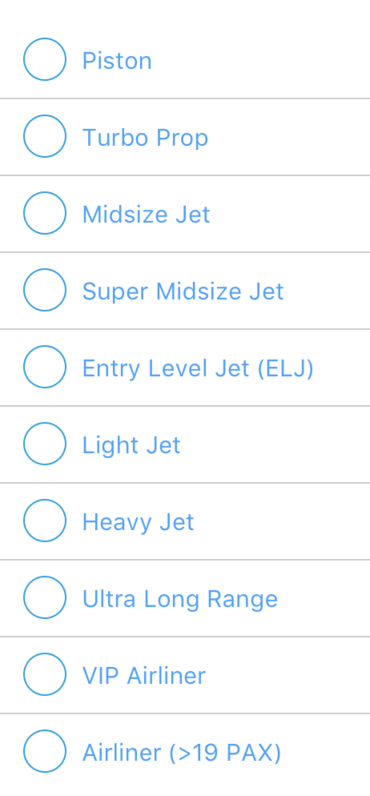 Piston
Turbo Prop
Midsize Jet
Super Midsize Jet
Entry Level Jet (ELJ)
Light Jet
Heavy Jet
Ultra Long Range
VIP Airliner
Airliner (>19 PAX)